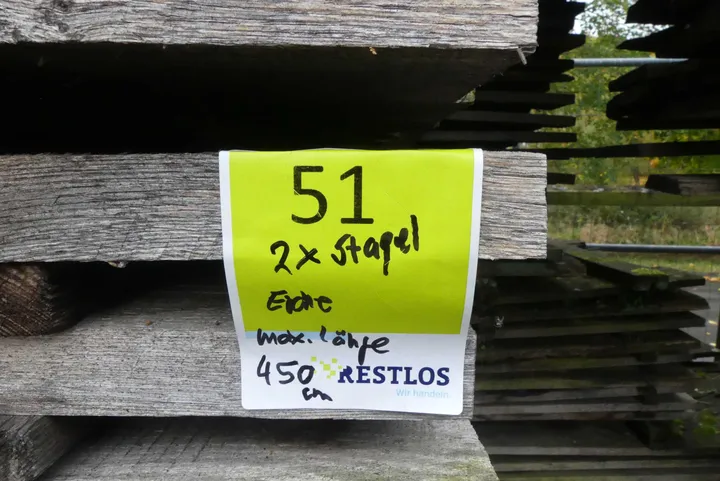 51
2x Stapel
Eiche
max. Länge
450
cm
RESTLOS
wir handeln.